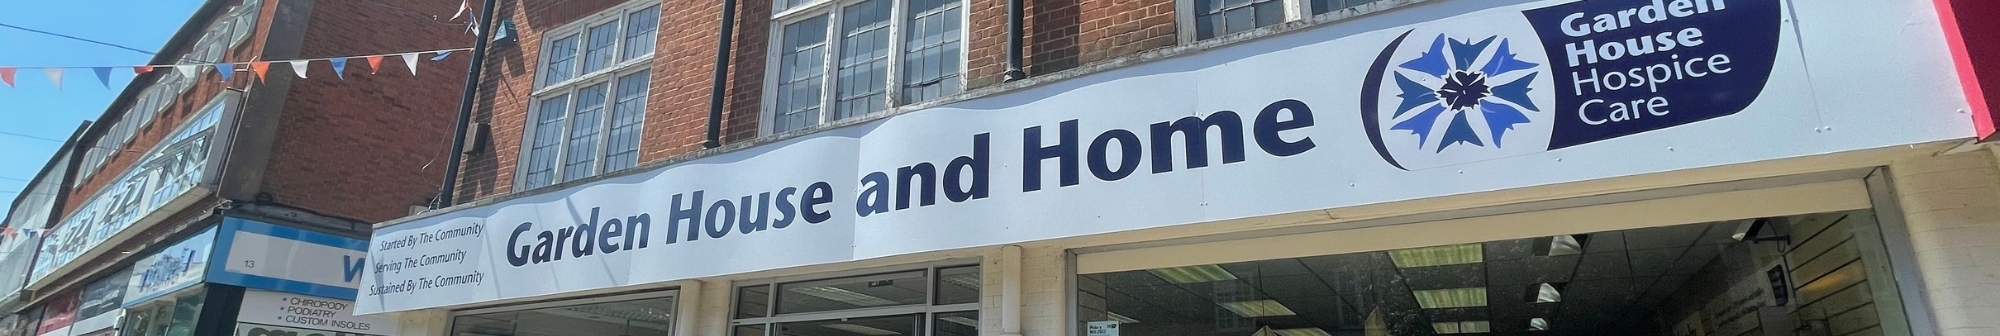 Started By The Community
Serving The Community
Sustained By The Community
Garden House and Home
Garden
House
Hospice
Care
13
W
• CHIROPODY
• PODIATRY
• CUSTOM INSOLES